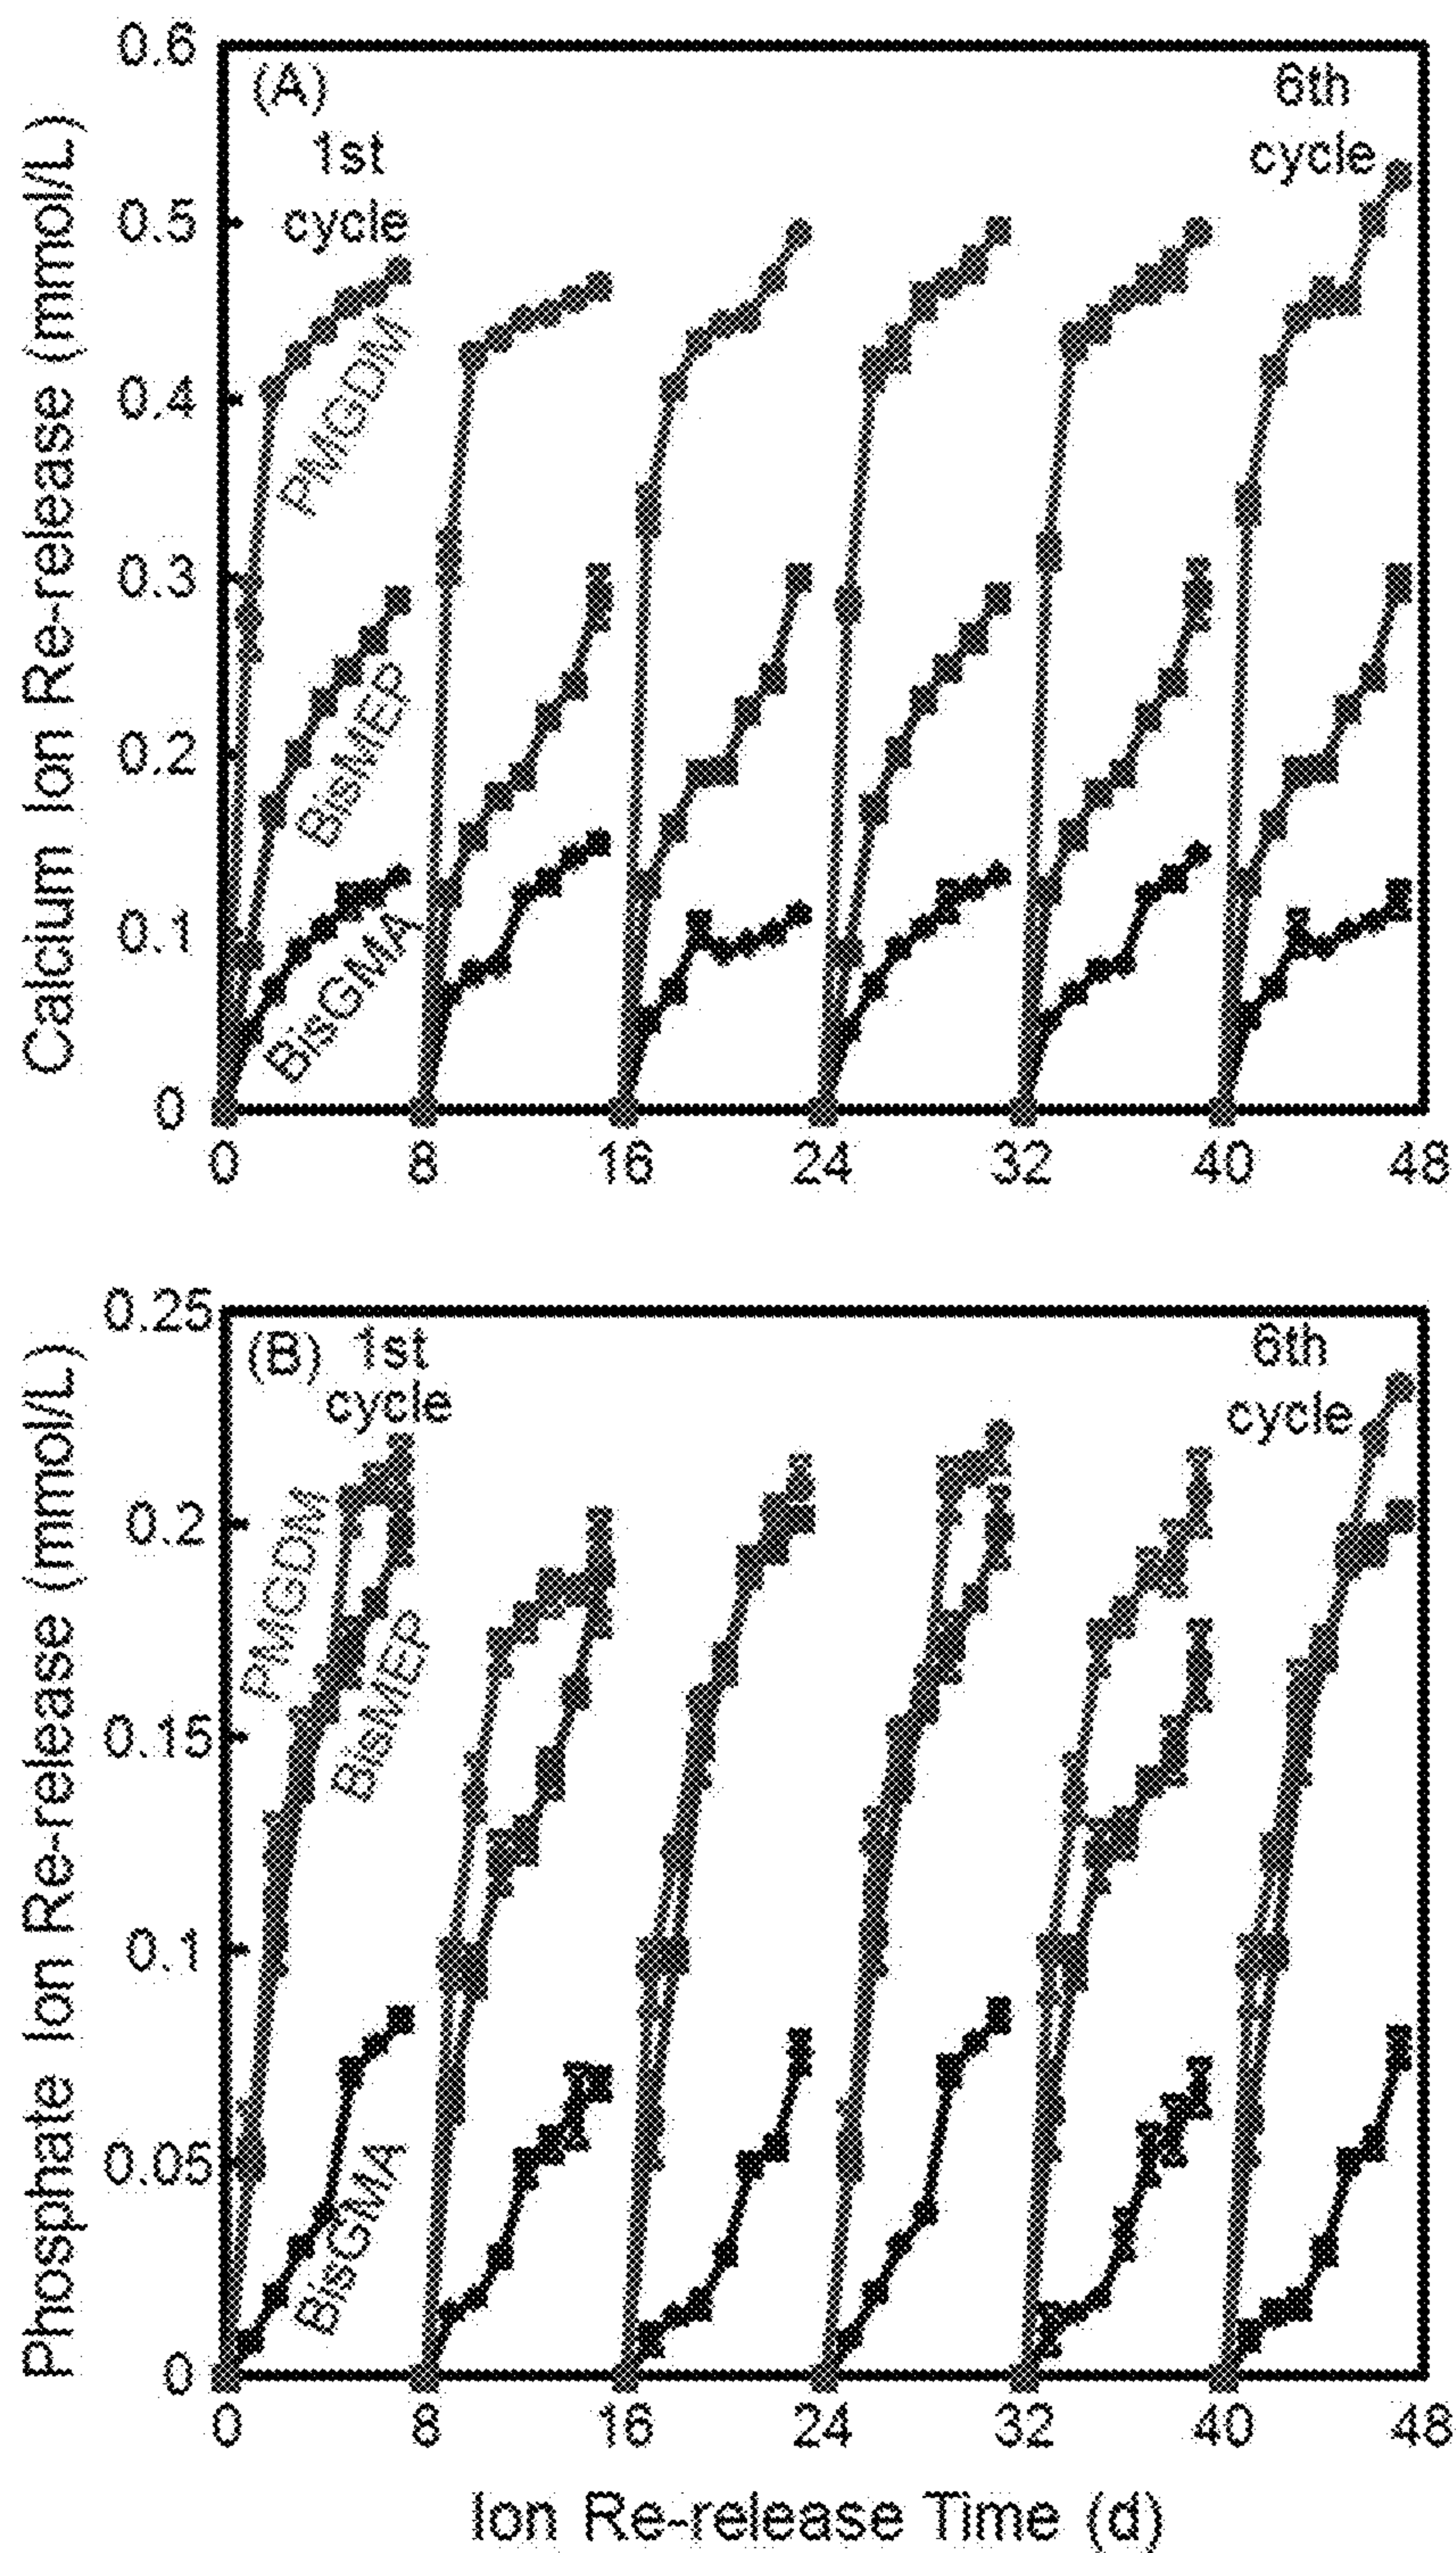 Calcium Ion Re-release (mmol/L)
0.6
0.5
0.4
0.3
0.2
0.1
0
(A)
1st
cycle
6th
cycle
PMGDM
BisMEP
BisGMA
0 8 16 24 32 40 48
Phosphate Ion Re-release (mmol/L)
0.25
0.2
0.15
0.1
0.05
0
(B) 1st
cycle
6th
cycle
PMGDM
BisMEP
BisGMA
0 8 16 24 32 40 48
Ion Re-release Time (d)